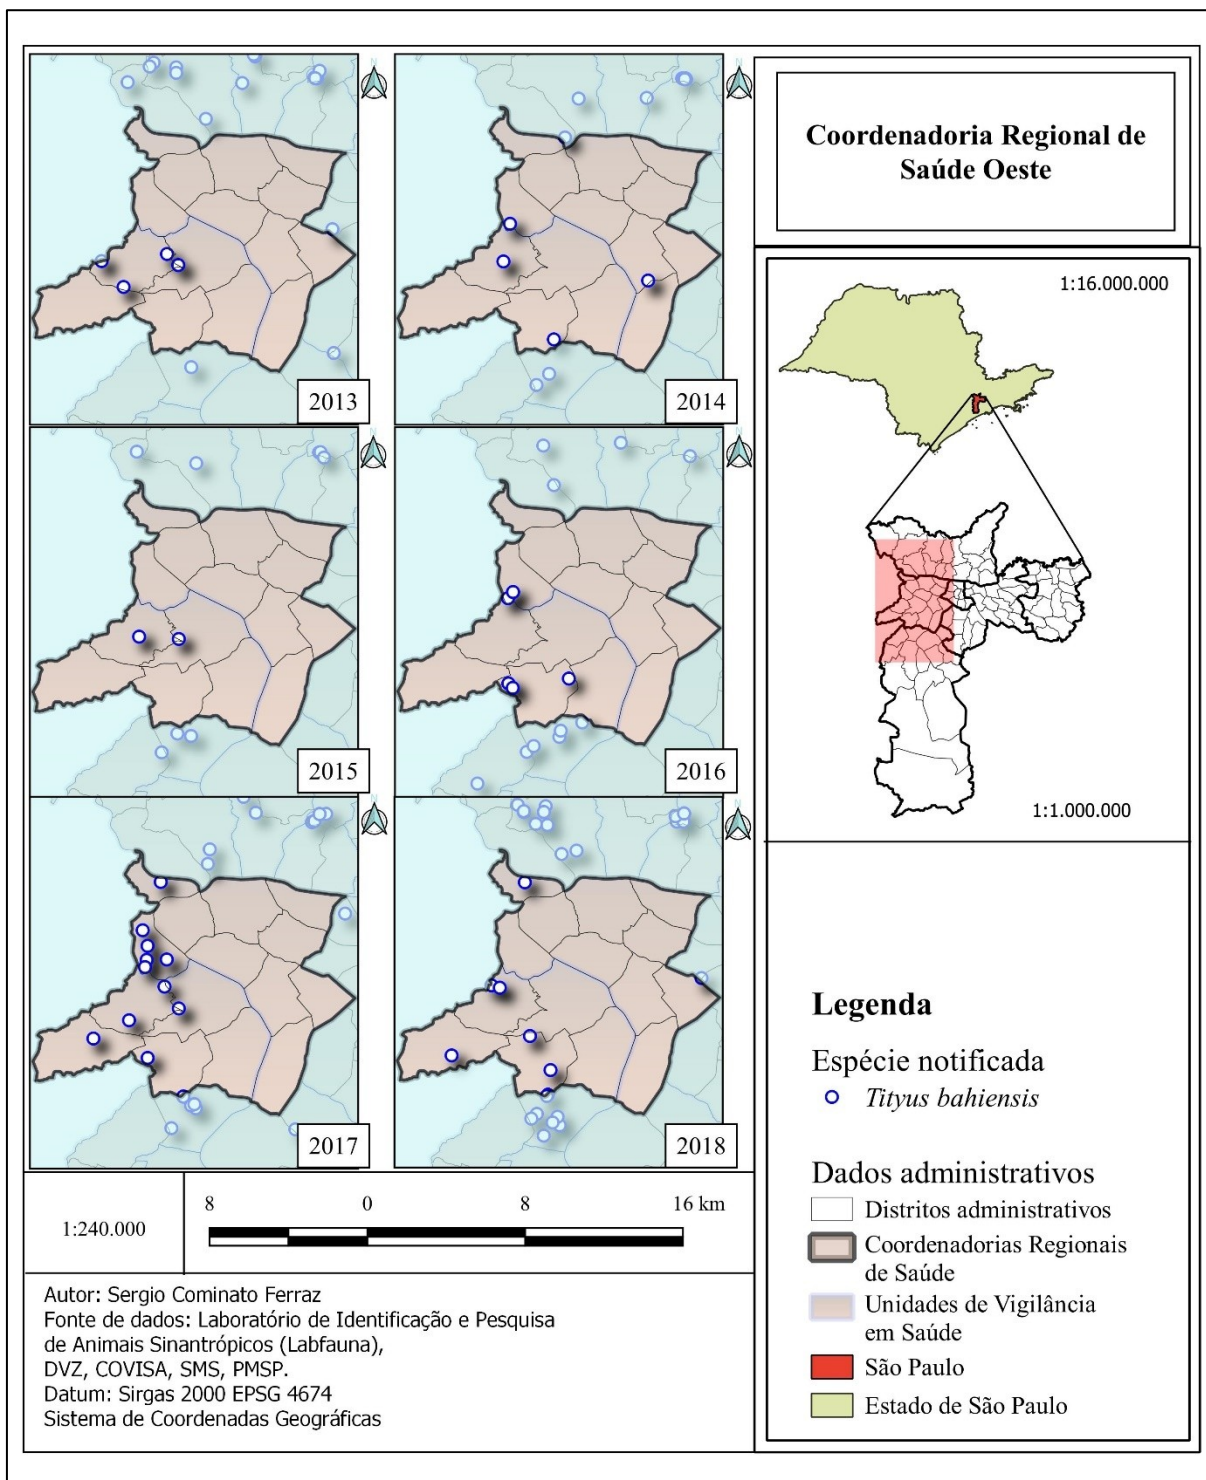 Coordenadoria Regional de
Saúde Oeste
2013
2014
2015
2016
2017
2018
1:16.000.000
1:1.000.000
Legenda
Espécie notificada
Tityus bahiensis
Dados administrativos
Distritos administrativos
Coordenadorias Regionais
de Saúde
Unidades de Vigilância
em Saúde
São Paulo
Estado de São Paulo
1:240.000
8 0 8 16 km
Autor: Sergio Cominato Ferraz
Fonte de dados: Laboratório de Identificação e Pesquisa
de Animais Sinantrópicos (Labfauna),
DVZ, COVISA, SMS, PMSP.
Datum: Sirgas 2000 EPSG 4674
Sistema de Coordenadas Geográficas